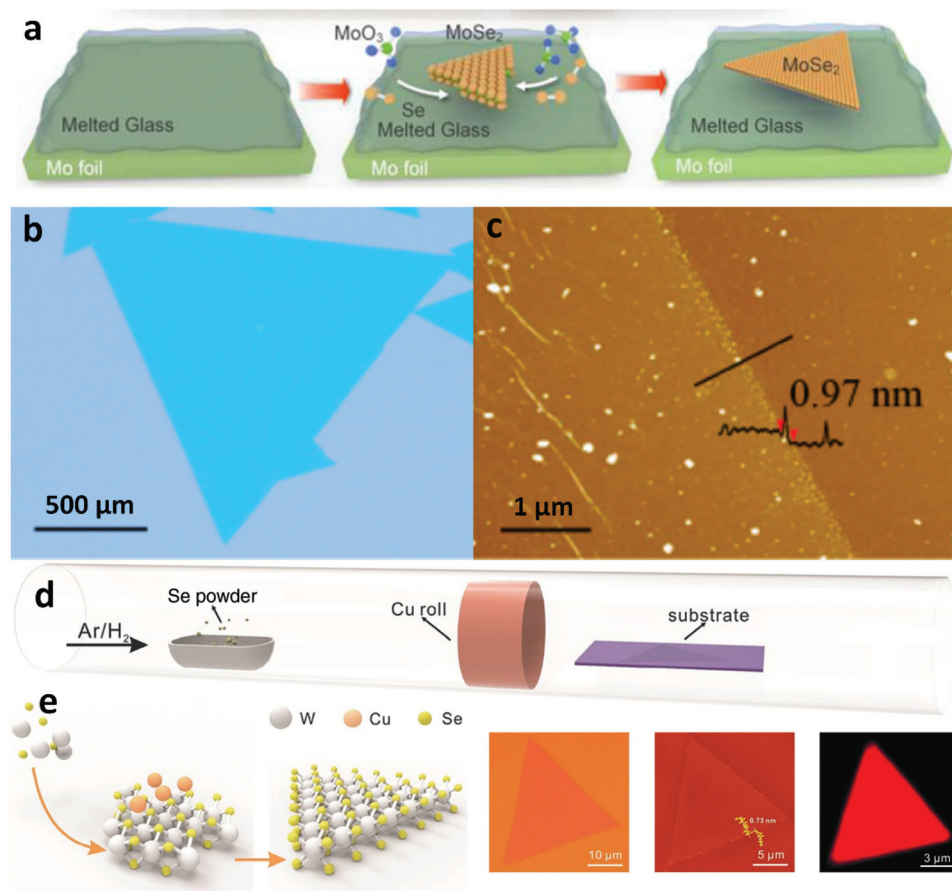 a
MoO₃
MoSe₂
Se
Melted Glass
Mo foil
Melted Glass
Mo foil
MoSe₂
Melted Glass
Mo foil
b
500 μm
c
0.97 nm
1 μm
d
Ar/H₂
Se powder
Cu roll
substrate
e
W Cu Se
10 μm
0.73 nm
5 μm
3 μm